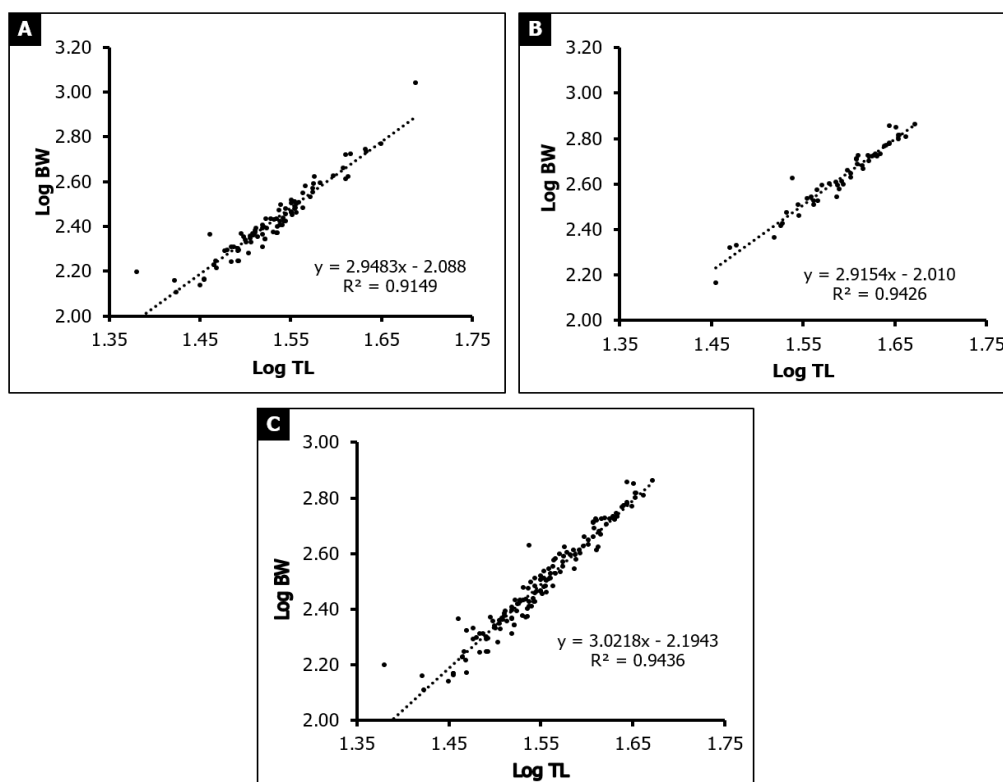 A
3.20
3.00
2.80
2.60
2.40
2.20
2.00
Log BW
y = 2.9483x - 2.088
R² = 0.9149
1.35 1.45 1.55 1.65 1.75
Log TL
B
3.20
3.00
2.80
2.60
2.40
2.20
2.00
Log BW
y = 2.9154x - 2.010
R² = 0.9426
1.35 1.45 1.55 1.65 1.75
Log TL
C
3.00
2.80
2.60
2.40
2.20
2.00
Log BW
y = 3.0218x - 2.1943
R² = 0.9436
1.35 1.45 1.55 1.65 1.75
Log TL